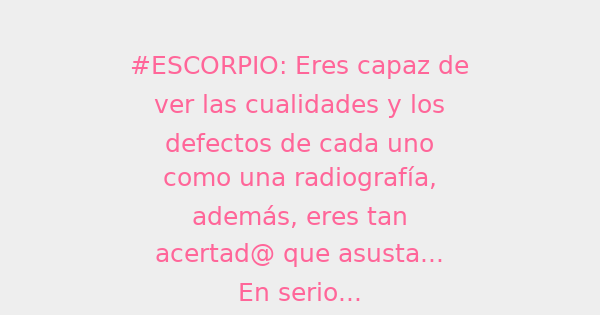 #ESCORPIO: Eres capaz de
ver las cualidades y los
defectos de cada uno
como una radiografía,
además, eres tan
acertad@ que asusta...
En serio...